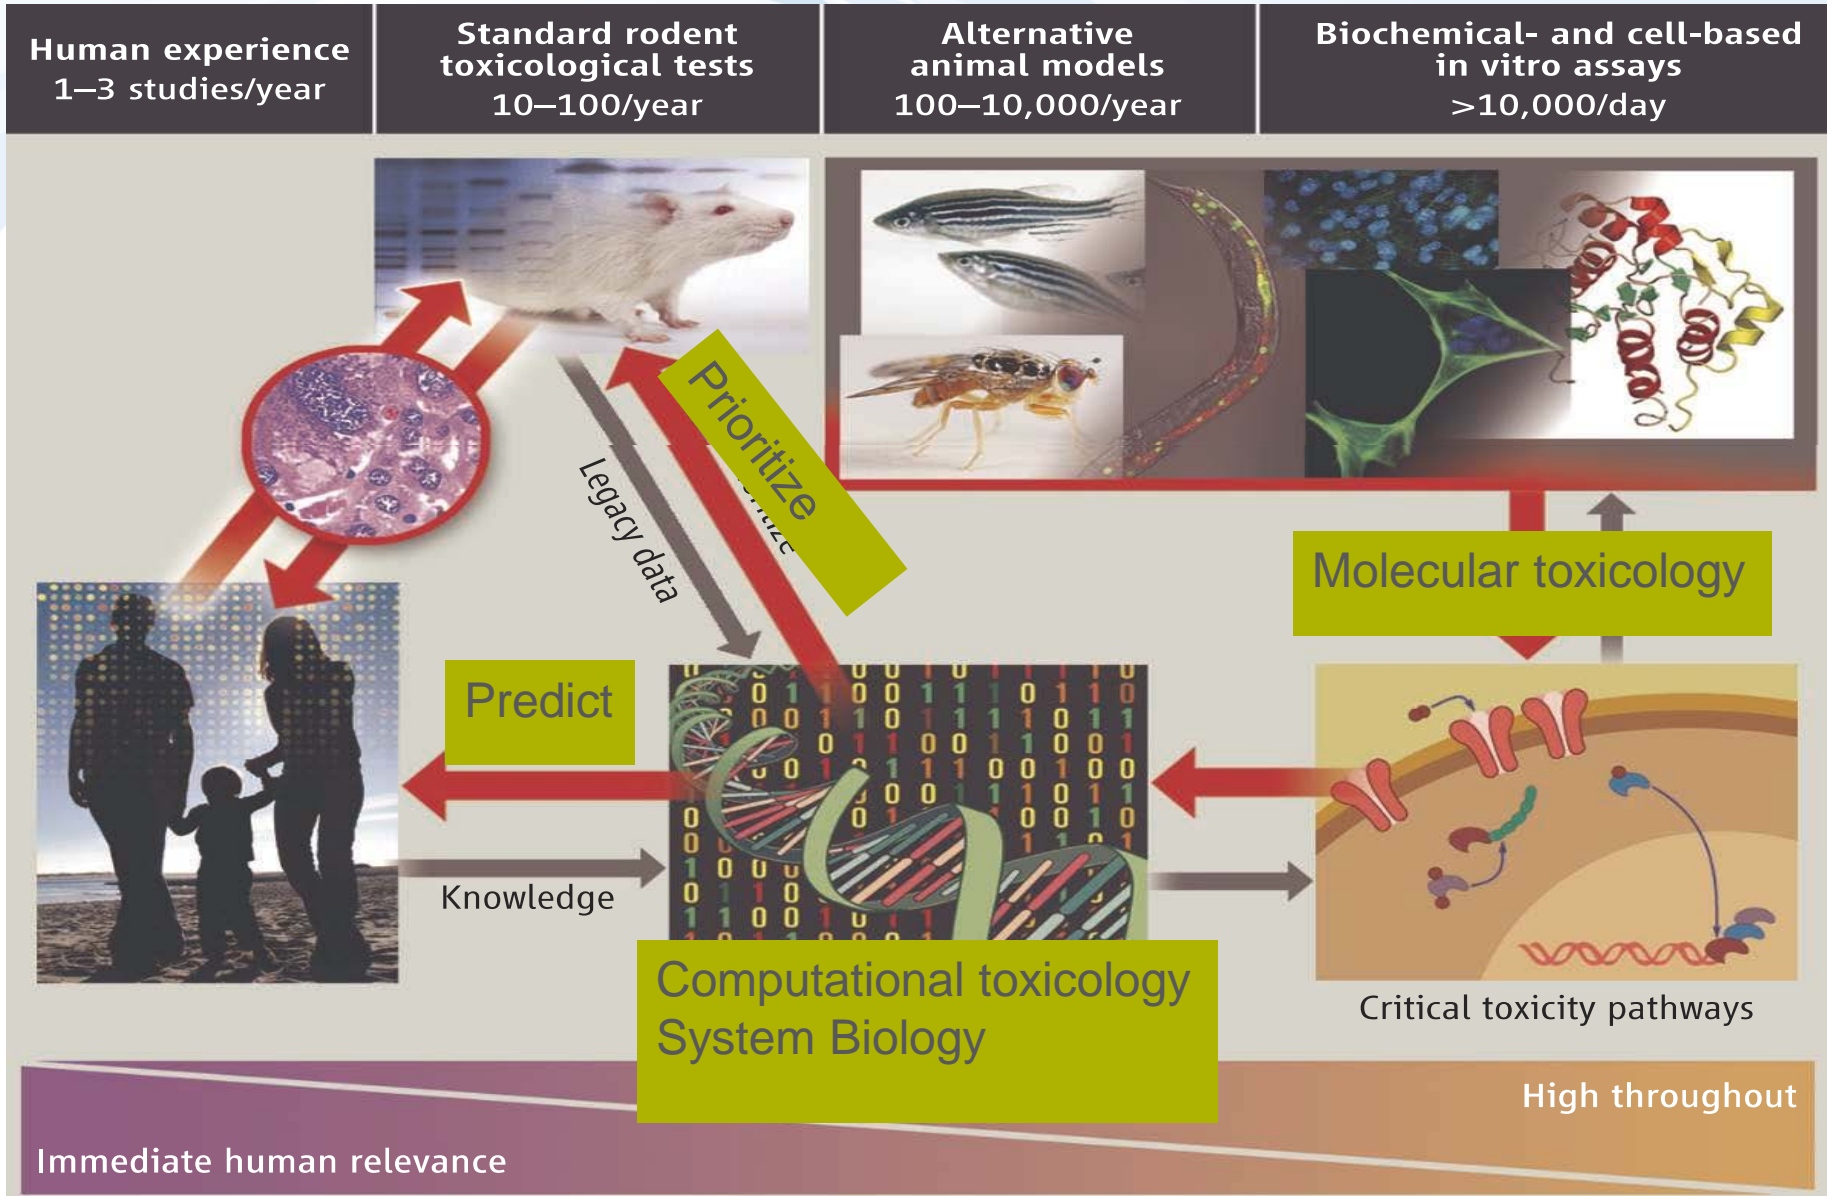 Human experience
1–3 studies/year
Standard rodent
toxicological tests
10–100/year
Alternative
animal models
100–10,000/year
Biochemical- and cell-based
in vitro assays
>10,000/day
Prioritize
Legacy data
Molecular toxicology
Predict
Knowledge
Computational toxicology
System Biology
Critical toxicity pathways
High throughout
Immediate human relevance